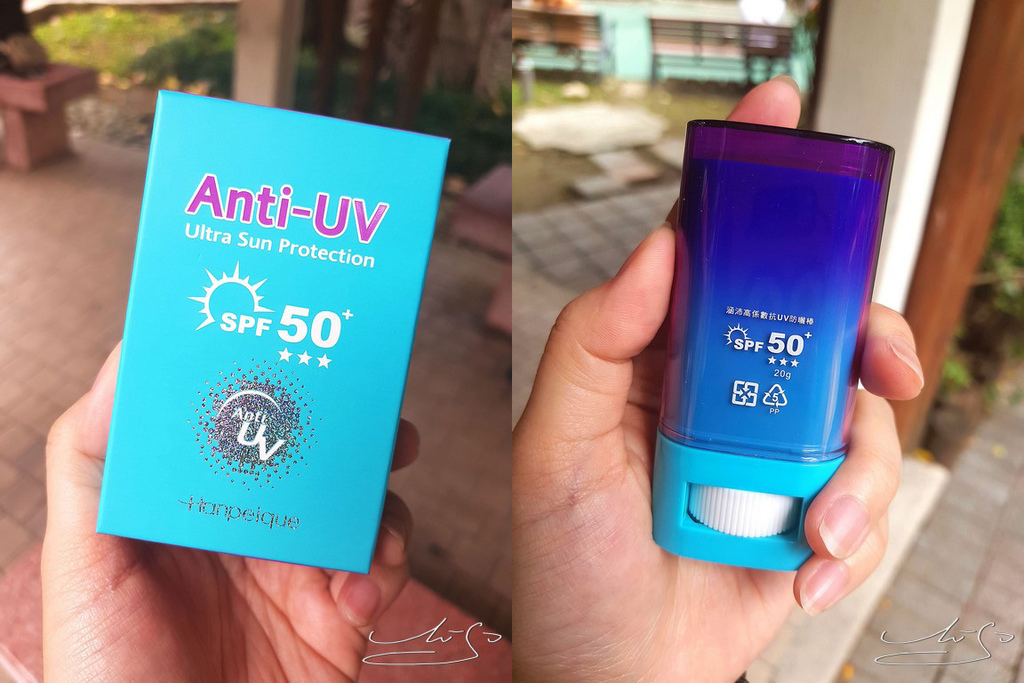 Anti-UV
Ultra Sun Protection
SPF 50+
Anti
UV
Hanpeique
涵沛高係數抗UV防曬棒
SPF 50+
20g
5
PP